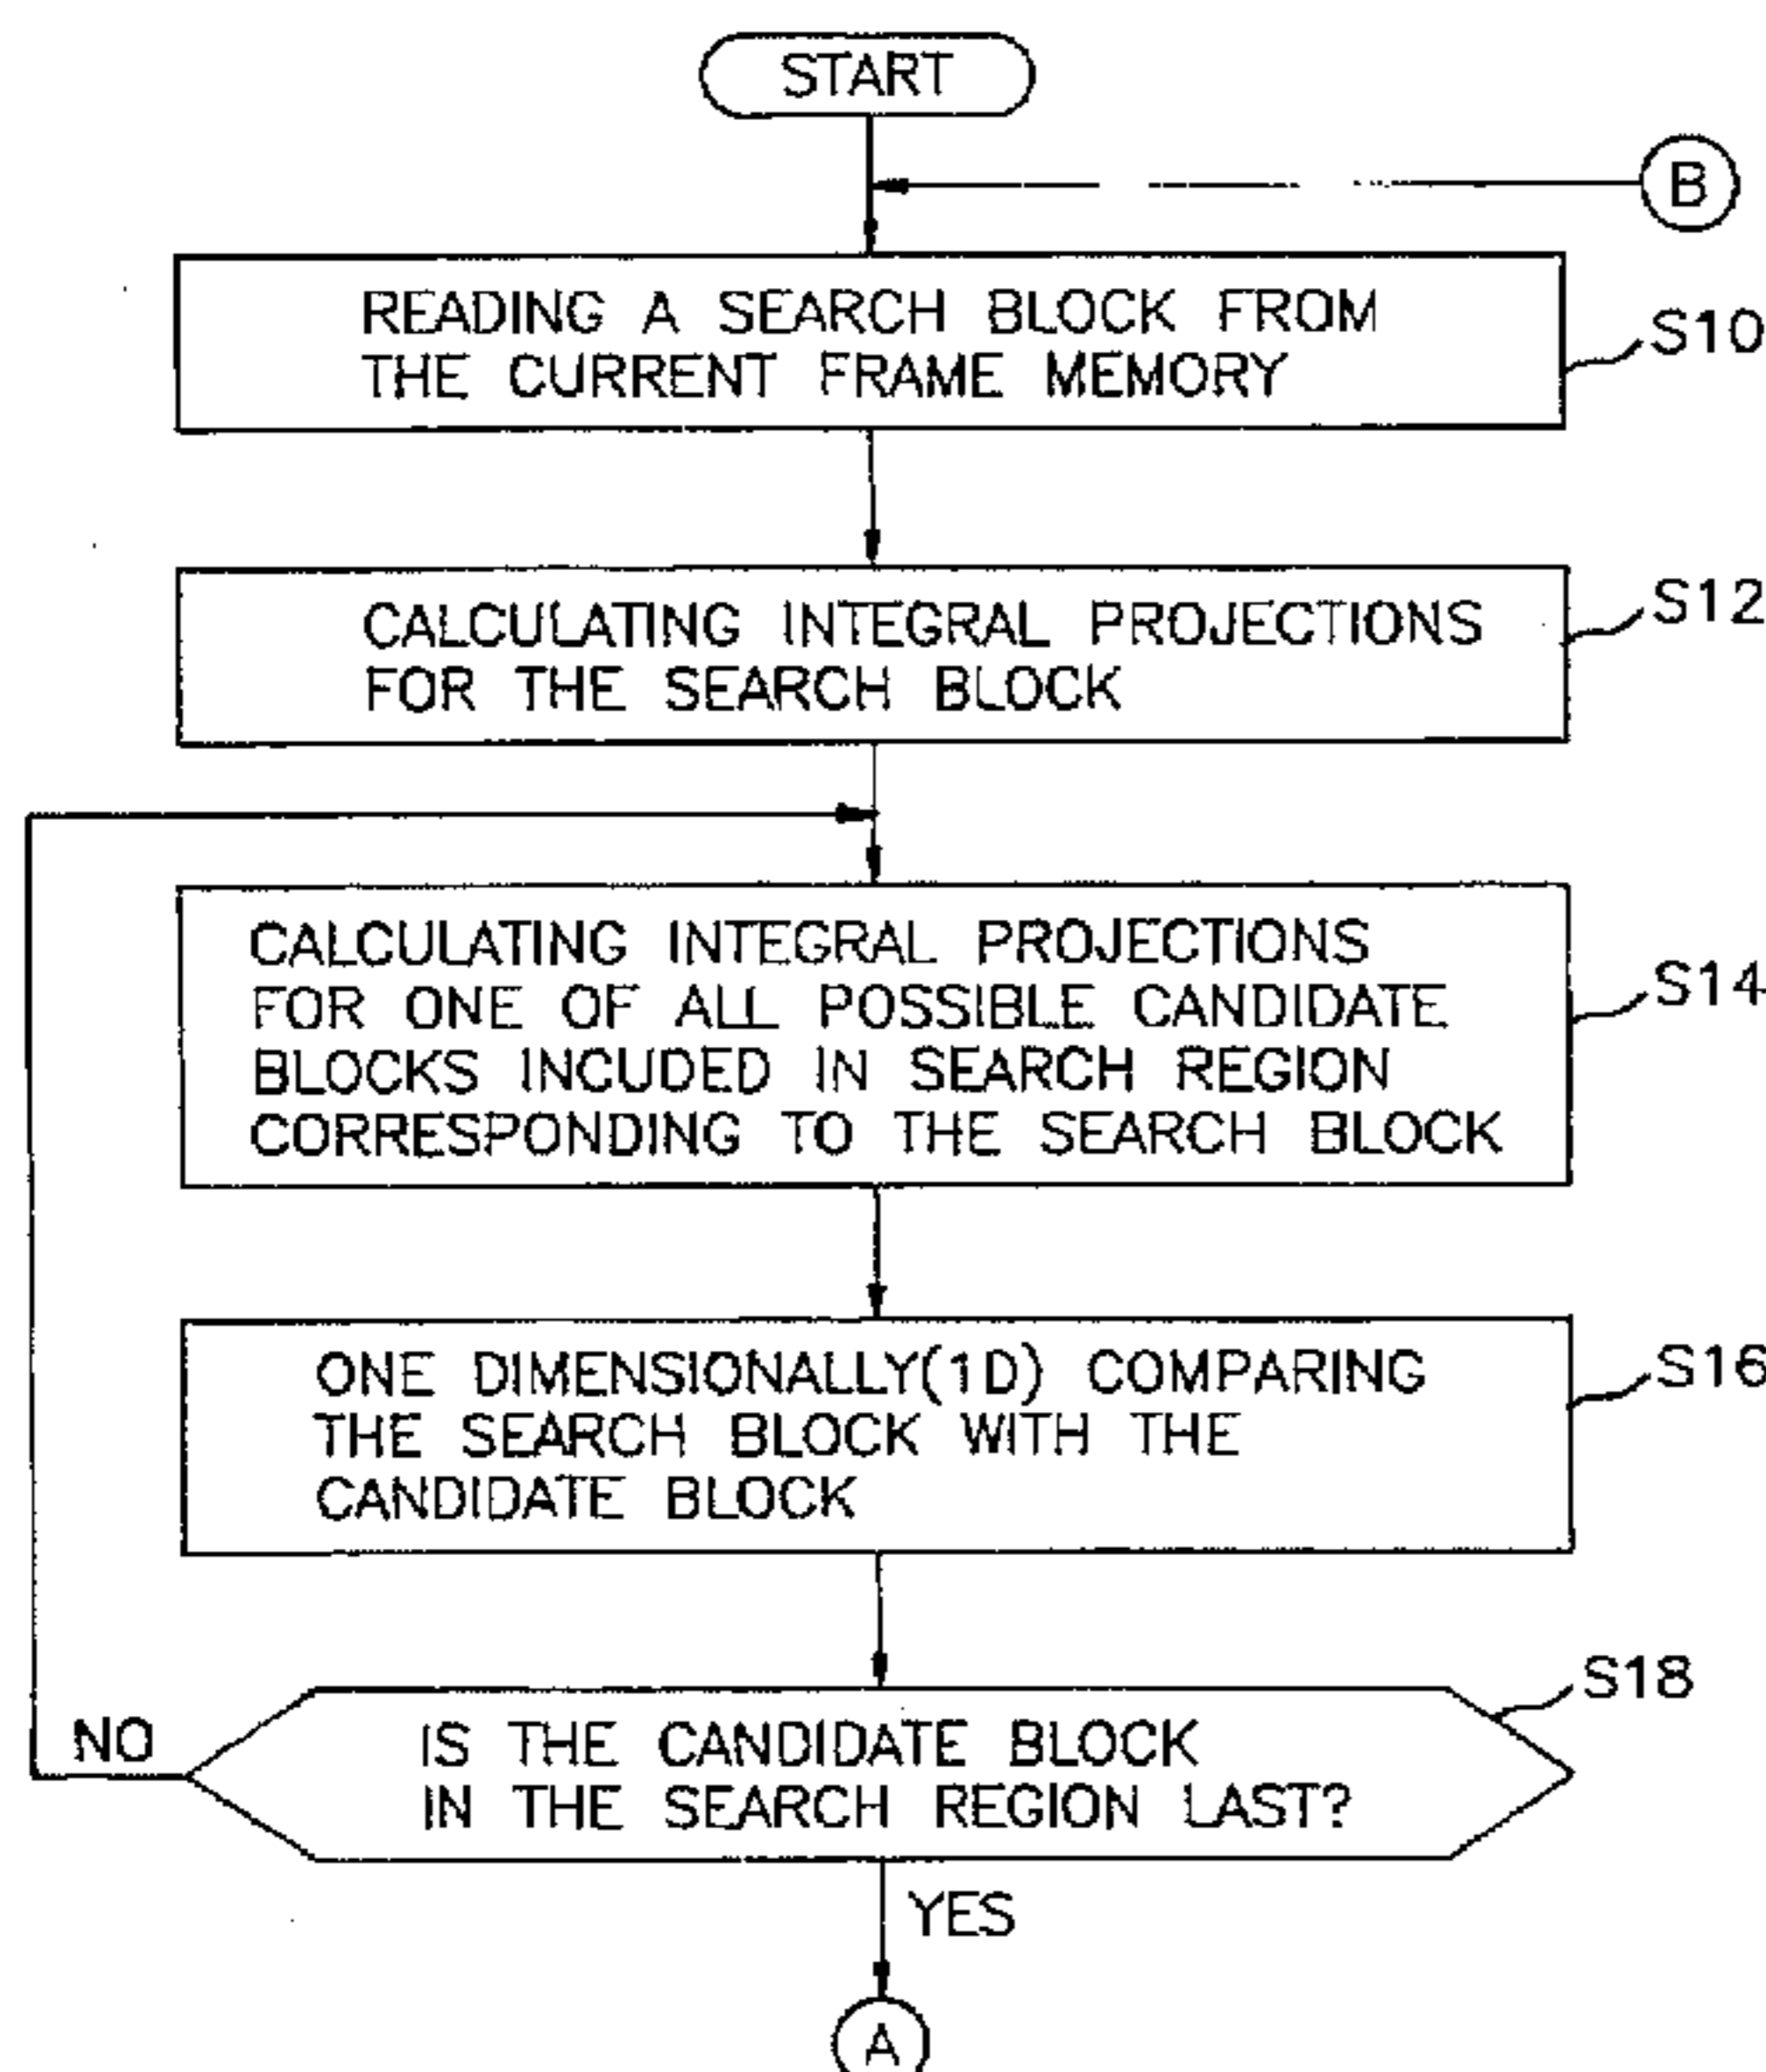 START
B
READING A SEARCH BLOCK FROM
THE CURRENT FRAME MEMORY
S10
CALCULATING INTEGRAL PROJECTIONS
FOR THE SEARCH BLOCK
S12
CALCULATING INTEGRAL PROJECTIONS
FOR ONE OF ALL POSSIBLE CANDIDATE
BLOCKS INCUDED IN SEARCH REGION
CORRESPONDING TO THE SEARCH BLOCK
S14
ONE DIMENSIONALLY(1D) COMPARING
THE SEARCH BLOCK WITH THE
CANDIDATE BLOCK
S16
S18
NO
IS THE CANDIDATE BLOCK
IN THE SEARCH REGION LAST?
YES
A